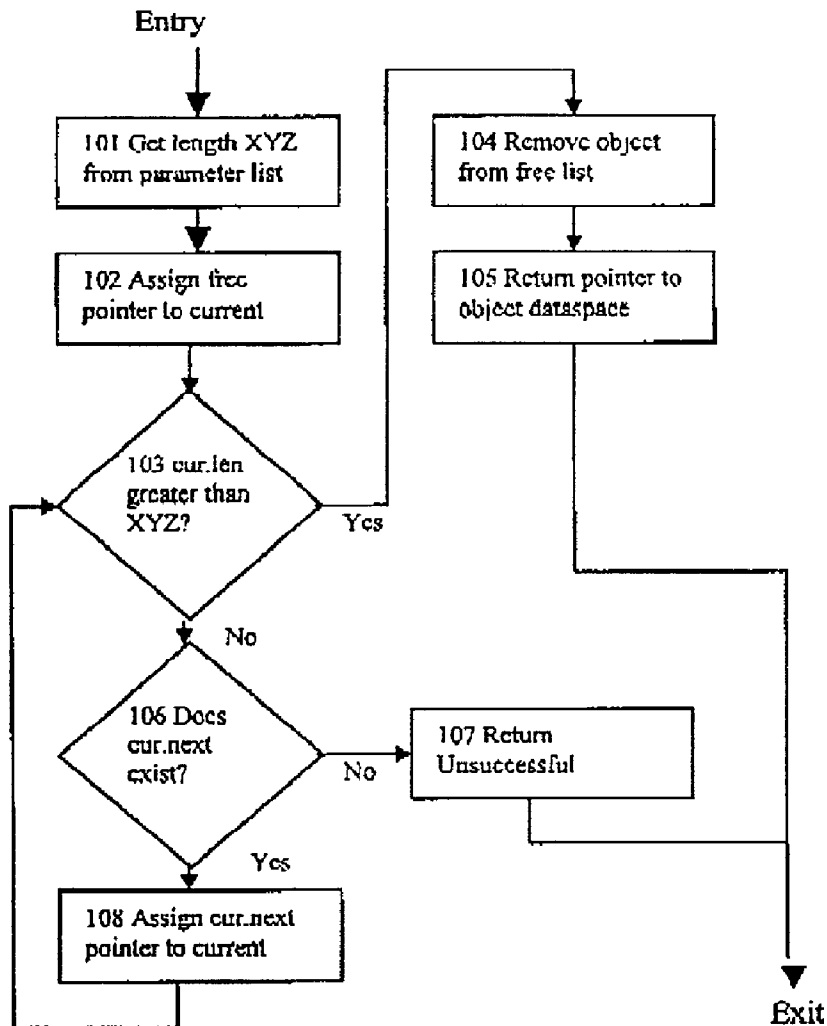 Entry
101 Get length XYZ
from parameter list
102 Assign free
pointer to current
103 cur.len
greater than
XYZ?
Yes
No
104 Remove object
from free list
105 Return pointer to
object dataspace
106 Does
cur.next
exist?
No
Yes
107 Return
Unsuccessful
108 Assign cur.next
pointer to current
Exit